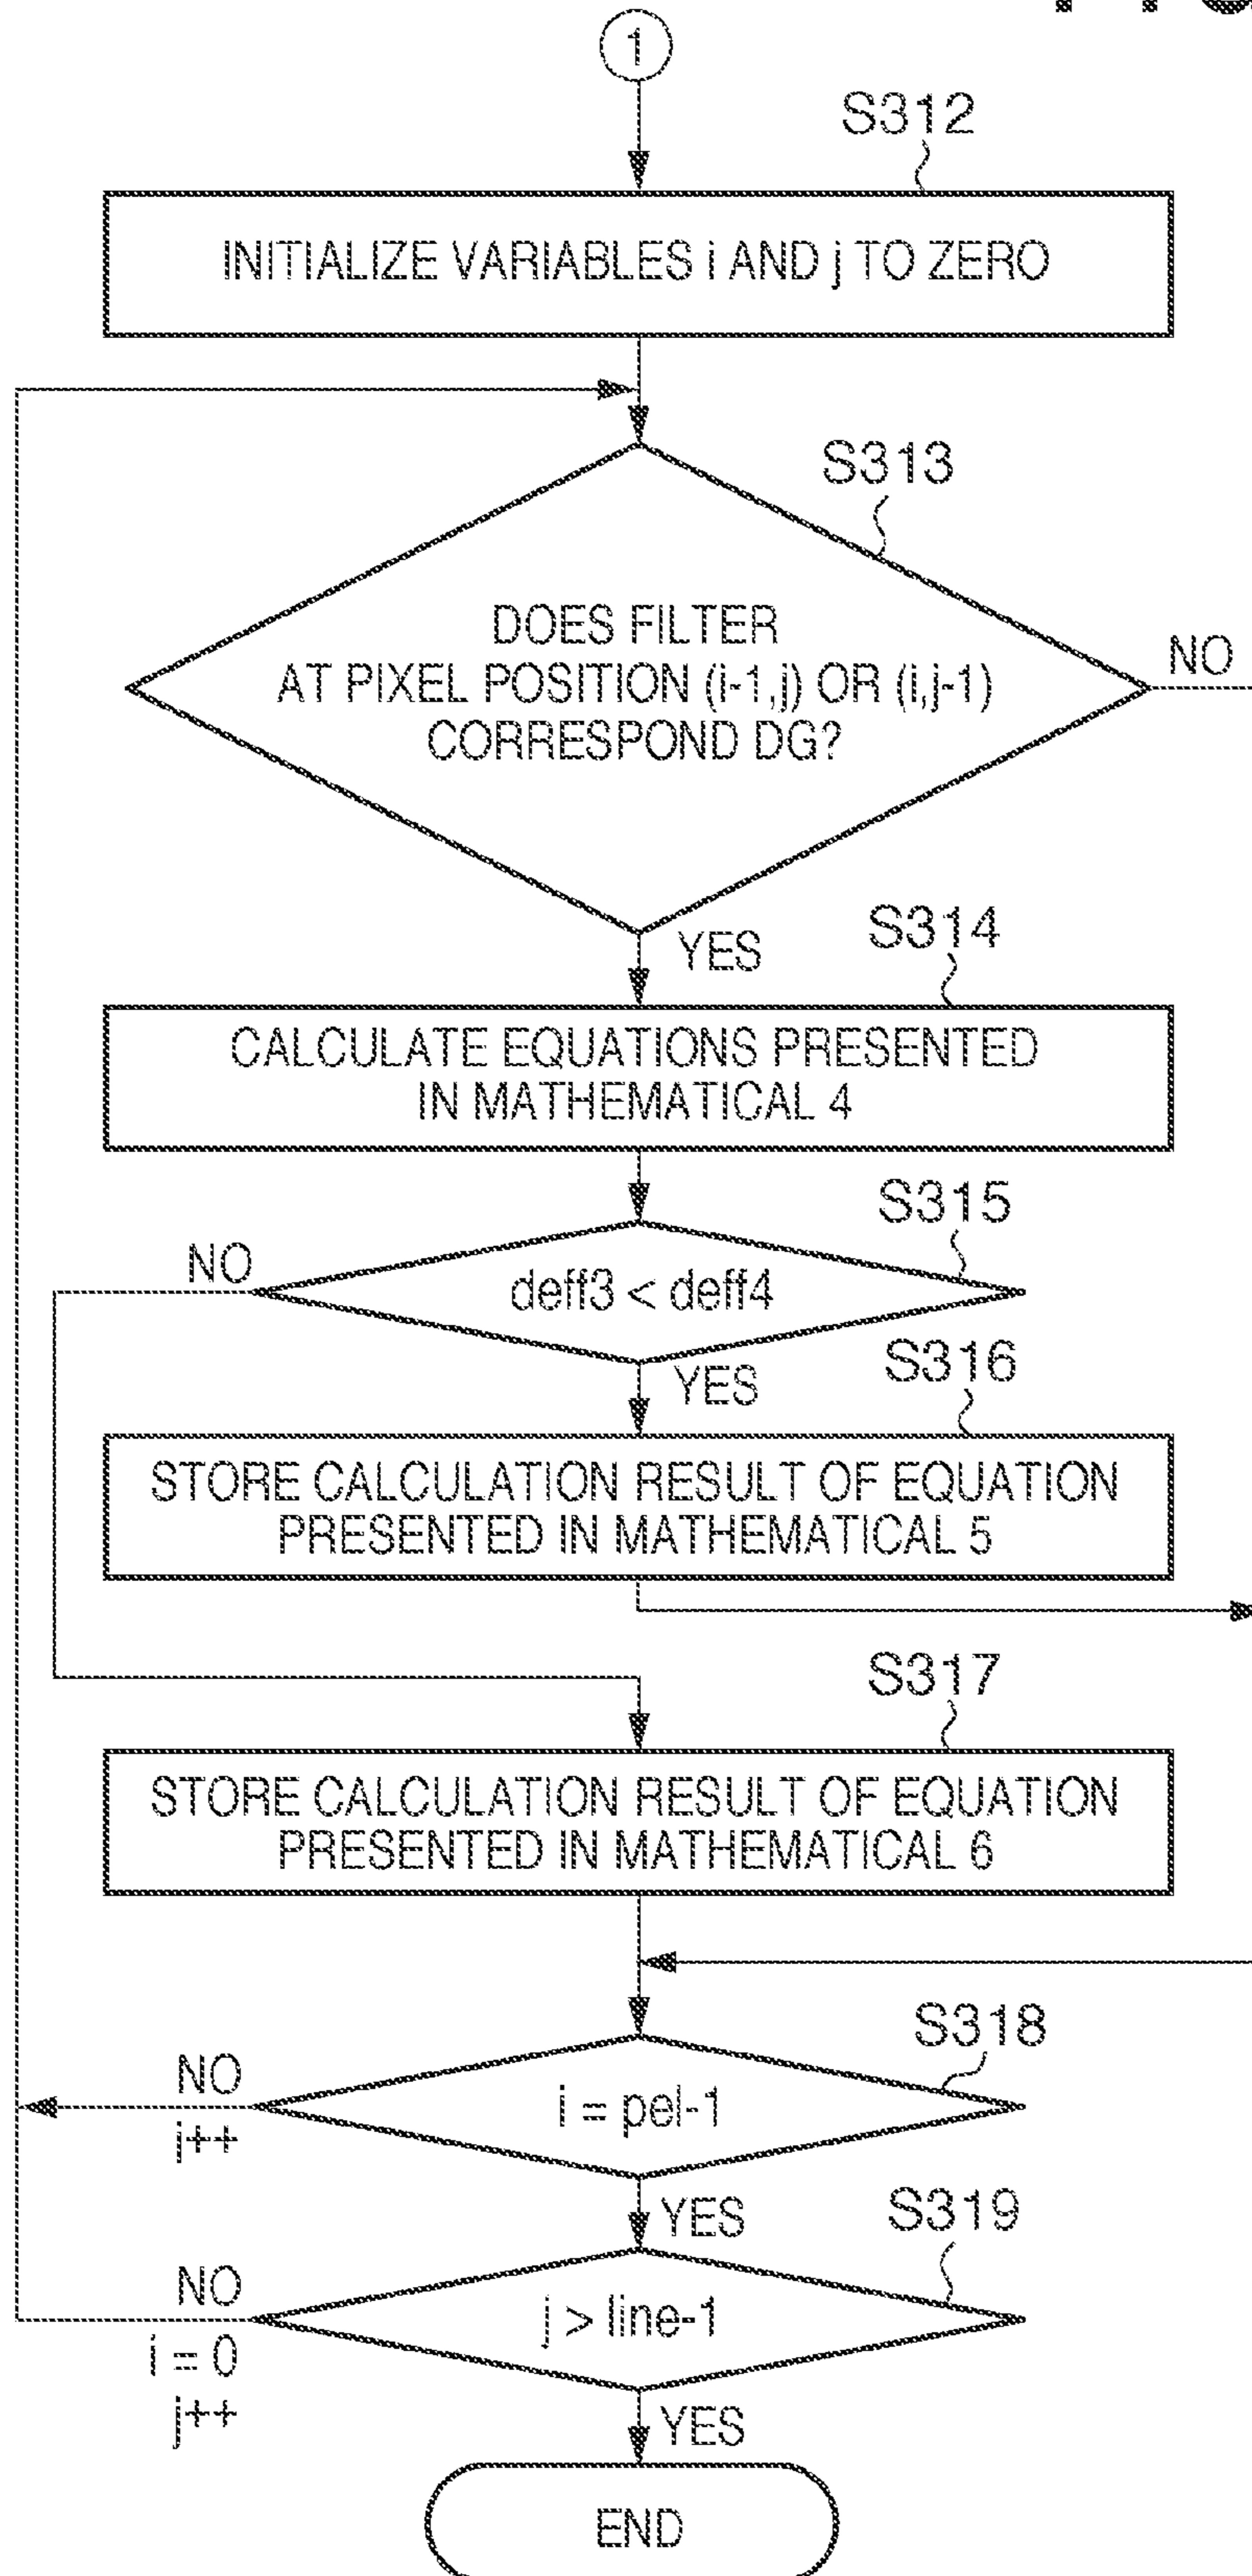 1
S312
INITIALIZE VARIABLES i AND j TO ZERO
S313
DOES FILTER
AT PIXEL POSITION (i-1,j) OR (i,j-1)
CORRESPOND DG?
NO
YES
S314
CALCULATE EQUATIONS PRESENTED
IN MATHEMATICAL 4
S315
NO
deff3 < deff4
YES
S316
STORE CALCULATION RESULT OF EQUATION
PRESENTED IN MATHEMATICAL 5
S317
STORE CALCULATION RESULT OF EQUATION
PRESENTED IN MATHEMATICAL 6
S318
NO
i = pel-1
j++
YES
S319
NO
j > line-1
i = 0
j++
YES
END